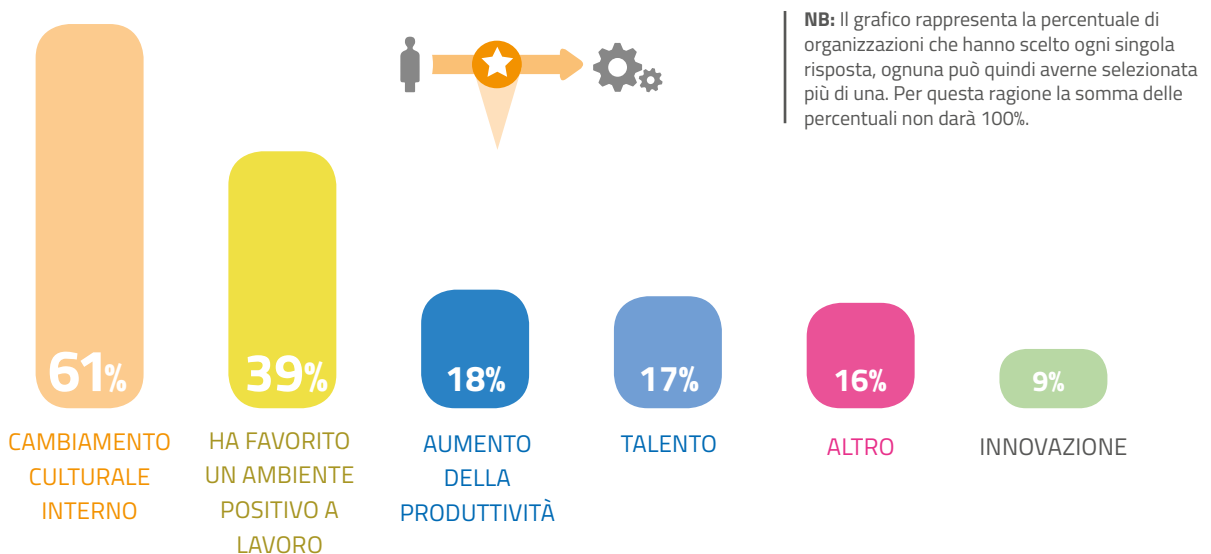 NB: Il grafico rappresenta la percentuale di
organizzazioni che hanno scelto ogni singola
risposta, ognuna può quindi averne selezionata
più di una. Per questa ragione la somma delle
percentuali non darà 100%.
61%
39%
18%
17%
16%
9%
CAMBIAMENTO
CULTURALE
INTERNO
HA FAVORITO
UN AMBIENTE
POSITIVO A
LAVORO
AUMENTO
DELLA
PRODUTTIVITÀ
TALENTO
ALTRO
INNOVAZIONE